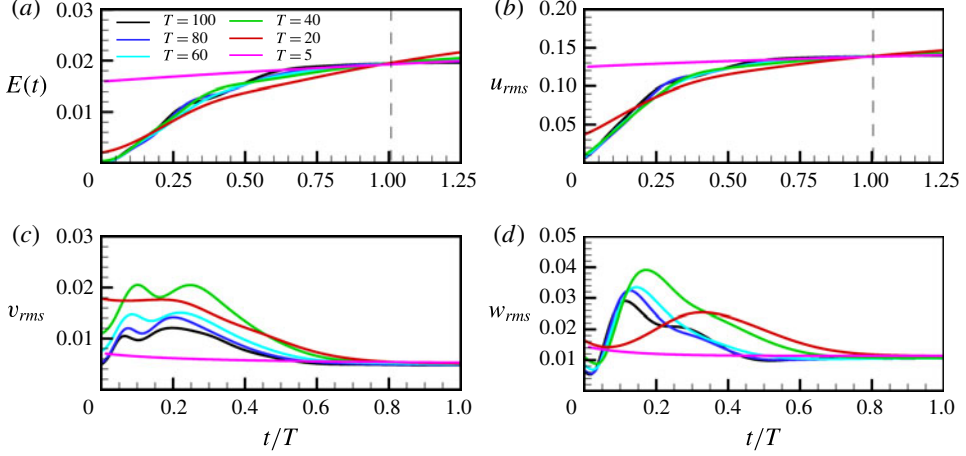 (a) 0.03 (b) 0.20
T = 100 T = 40
T = 80 T = 20
T = 60 T = 5
0.15
0.02
E(t) u_rms 0.10
0.01
0.05
0 0.25 0.50 0.75 1.00 1.25 0 0.25 0.50 0.75 1.00 1.25
(c) 0.03 (d) 0.05
0.04
0.02
0.03
v_rms w_rms
0.02
0.01
0.01
0 0.2 0.4 0.6 0.8 1.0 0 0.2 0.4 0.6 0.8 1.0
t/T t/T